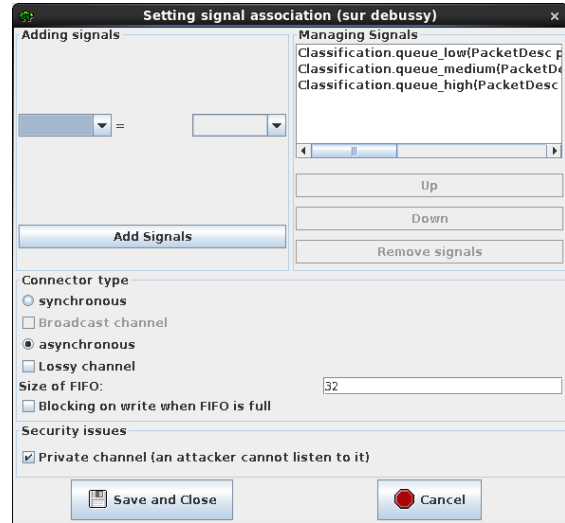 Setting signal association (sur debussy)
Adding signals
Managing Signals
Classification.queue_low(PacketDesc p
Classification.queue_medium(PacketDe
Classification.queue_high(PacketDesc
=
Up
Down
Add Signals
Remove signals
Connector type
synchronous
Broadcast channel
asynchronous
Lossy channel
Size of FIFO:
32
Blocking on write when FIFO is full
Security issues
Private channel (an attacker cannot listen to it)
Save and Close
Cancel